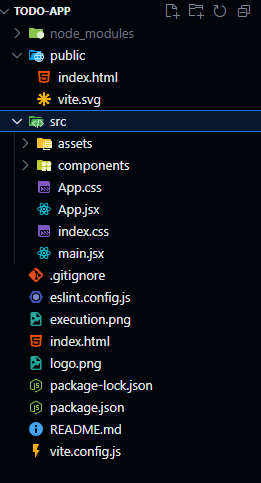 TODO-APP
node_modules
public
index.html
vite.svg
src
assets
components
App.css
App.jsx
index.css
main.jsx
.gitignore
eslint.config.js
execution.png
index.html
logo.png
package-lock.json
package.json
README.md
vite.config.js